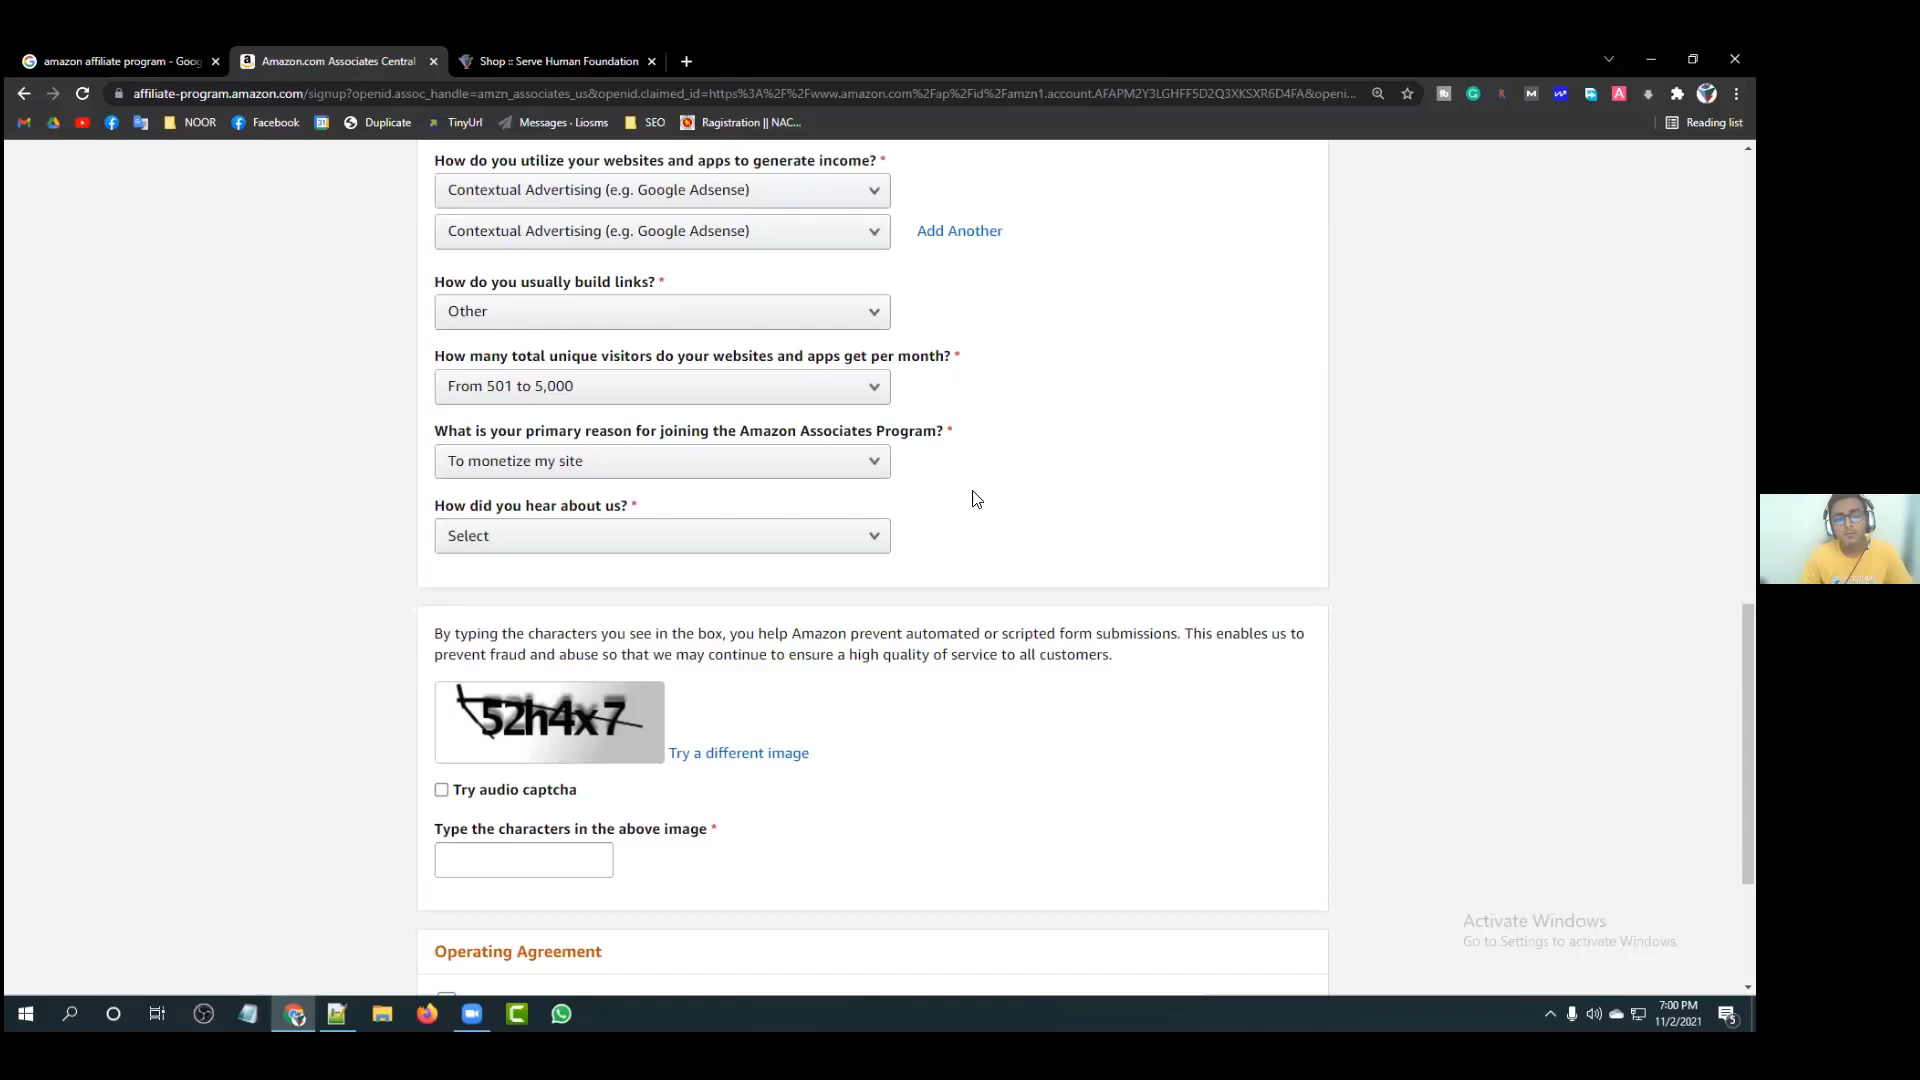 amazon affiliate program - Goog
Amazon.com Associates Central
Shop :: Serve Human Foundation
affiliate-program.amazon.com/signup?openid.assoc_handle=amzn_associates_us&openid.claimed_id=https%3A%2F%2Fwww.amazon.com%2Fap%2Fid%2Famzn1.account.AFAPM2Y3LGHFF5D2Q3XKSXR6D4FA&openi...
NOOR
Facebook
Duplicate
TinyUrl
Messages · Liosms
SEO
Ragistration || NAC...
Reading list
How do you utilize your websites and apps to generate income? *
Contextual Advertising (e.g. Google Adsense)
Contextual Advertising (e.g. Google Adsense)
Add Another
How do you usually build links? *
Other
How many total unique visitors do your websites and apps get per month? *
From 501 to 5,000
What is your primary reason for joining the Amazon Associates Program? *
To monetize my site
How did you hear about us? *
Select
By typing the characters you see in the box, you help Amazon prevent automated or scripted form submissions. This enables us to
prevent fraud and abuse so that we may continue to ensure a high quality of service to all customers.
52h4x7
Try a different image
Try audio captcha
Type the characters in the above image *
Activate Windows
Go to Settings to activate Windows.
Operating Agreement
7:00 PM
11/2/2021
5